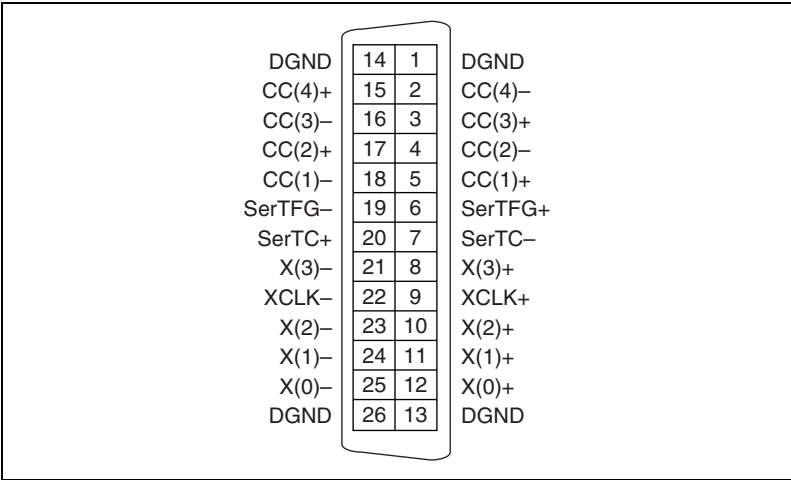 DGND 14 1 DGND
CC(4)+ 15 2 CC(4)–
CC(3)– 16 3 CC(3)+
CC(2)+ 17 4 CC(2)–
CC(1)– 18 5 CC(1)+
SerTFG– 19 6 SerTFG+
SerTC+ 20 7 SerTC–
X(3)– 21 8 X(3)+
XCLK– 22 9 XCLK+
X(2)– 23 10 X(2)+
X(1)– 24 11 X(1)+
X(0)– 25 12 X(0)+
DGND 26 13 DGND